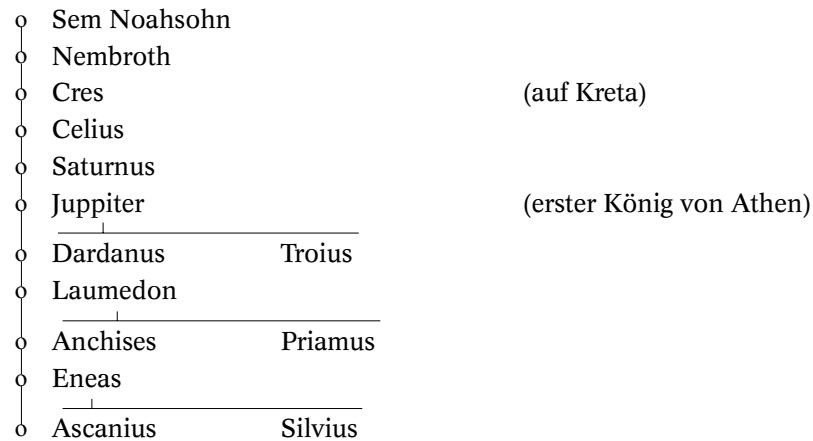 o Sem Noahsohn
o Nembroth
o Cres (auf Kreta)
o Celius
o Saturnus
o Juppiter (erster König von Athen)
o Dardanus Troius
o Laumedon
o Anchises Priamus
o Eneas
o Ascanius Silvius